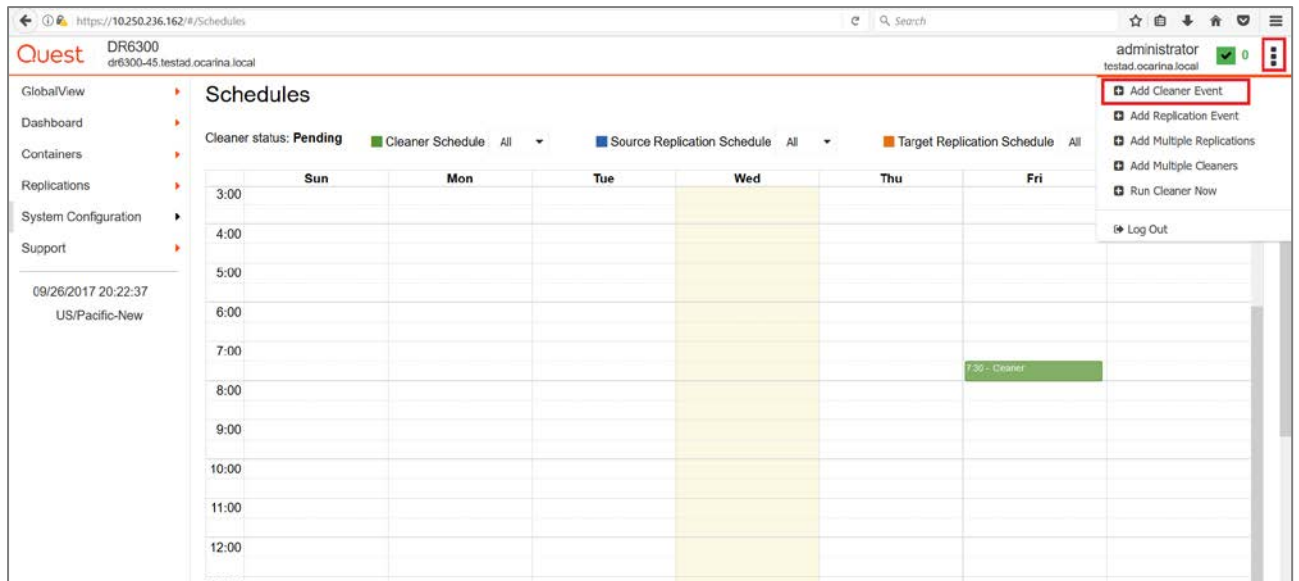 https://10.250.236.162/#/Schedules
Search
Quest
DR6300
dr6300-45.testad.ocarina.local
administrator
testad.ocarina.local
0
GlobalView
Dashboard
Containers
Replications
System Configuration
Support
09/26/2017 20:22:37
US/Pacific-New
Schedules
Cleaner status: Pending
Cleaner Schedule All
Source Replication Schedule All
Target Replication Schedule All
Add Cleaner Event
Add Replication Event
Add Multiple Replications
Add Multiple Cleaners
Run Cleaner Now
Log Out
Sun Mon Tue Wed Thu Fri
3:00
4:00
5:00
6:00
7:00
7:30 - Cleaner
8:00
9:00
10:00
11:00
12:00